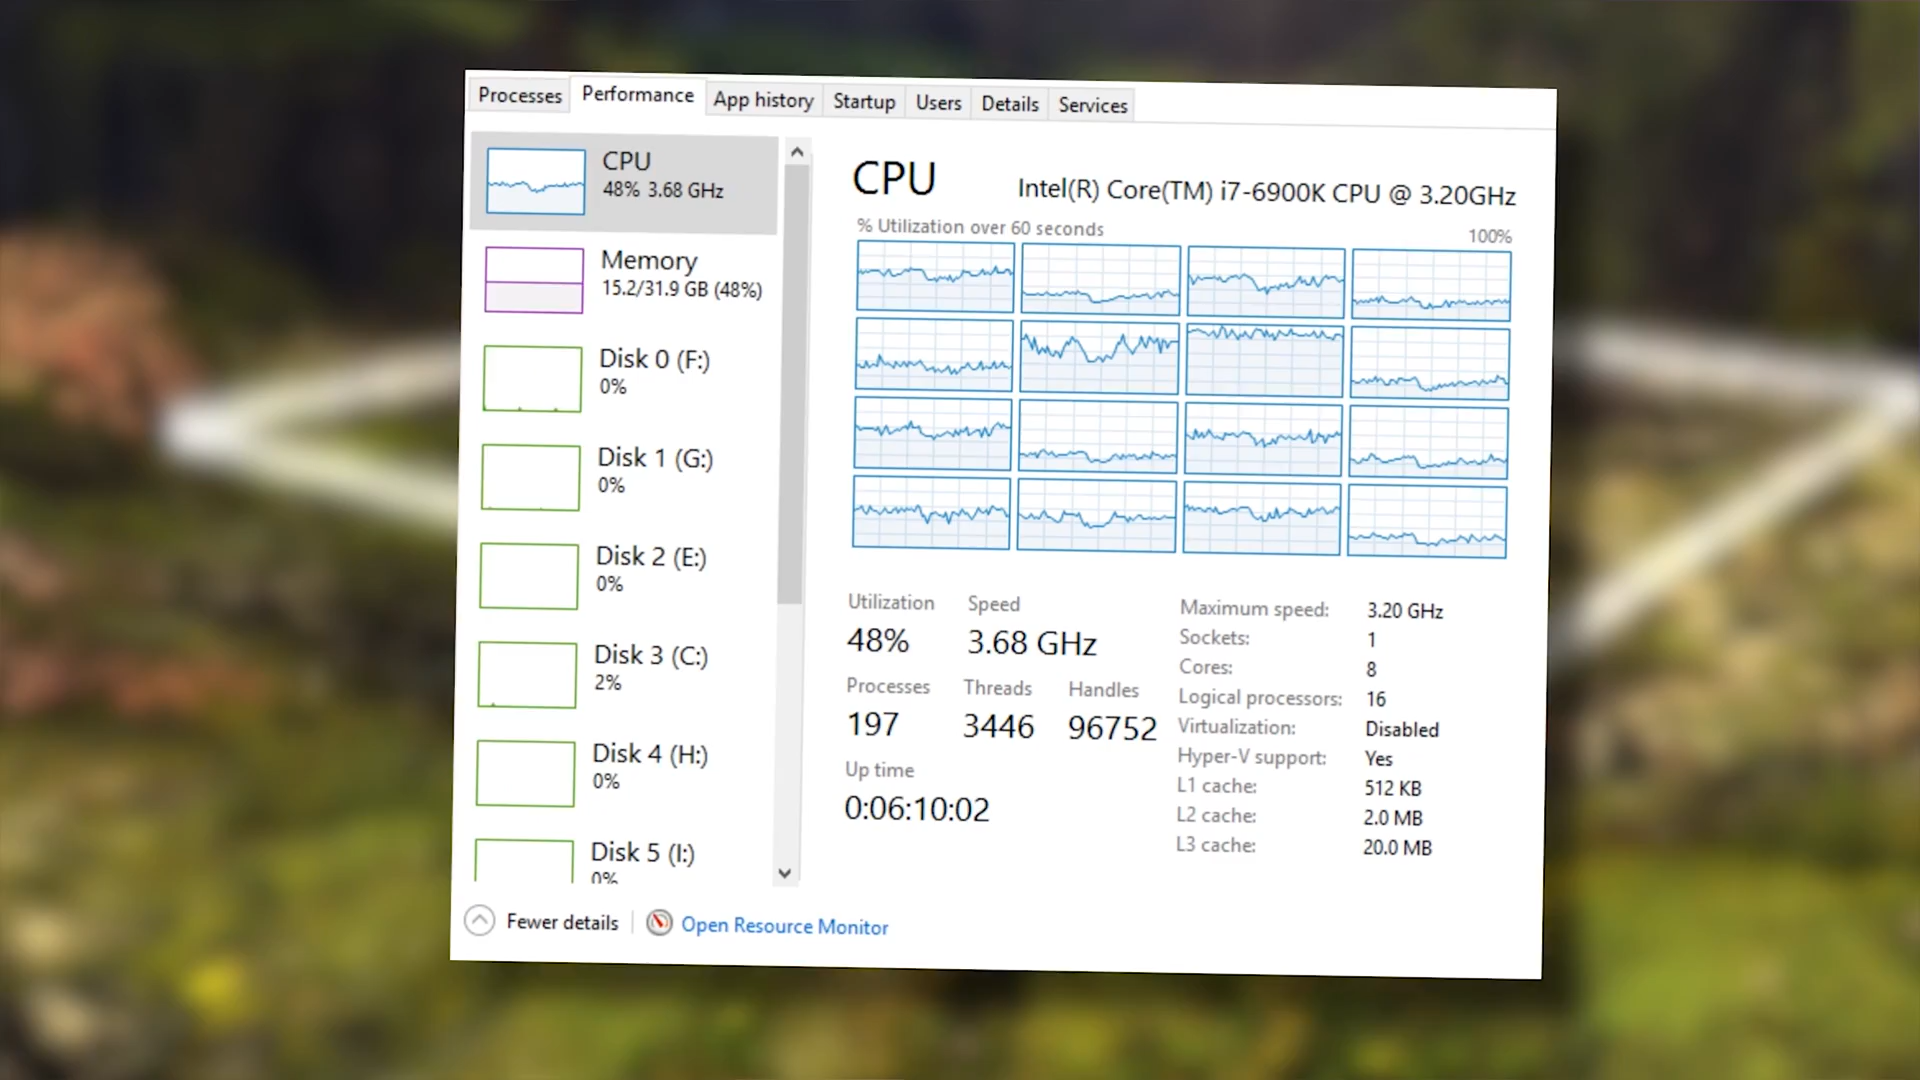 Processes Performance App history Startup Users Details Services
CPU
48% 3.68 GHz
Memory
15.2/31.9 GB (48%)
Disk 0 (F:)
0%
Disk 1 (G:)
0%
Disk 2 (E:)
0%
Disk 3 (C:)
2%
Disk 4 (H:)
0%
Disk 5 (I:)
0%
CPU Intel(R) Core(TM) i7-6900K CPU @ 3.20GHz
% Utilization over 60 seconds 100%
Utilization Speed
48% 3.68 GHz
Processes Threads Handles
197 3446 96752
Up time
0:06:10:02
Maximum speed: 3.20 GHz
Sockets: 1
Cores: 8
Logical processors: 16
Virtualization: Disabled
Hyper-V support: Yes
L1 cache: 512 KB
L2 cache: 2.0 MB
L3 cache: 20.0 MB
Fewer details Open Resource Monitor